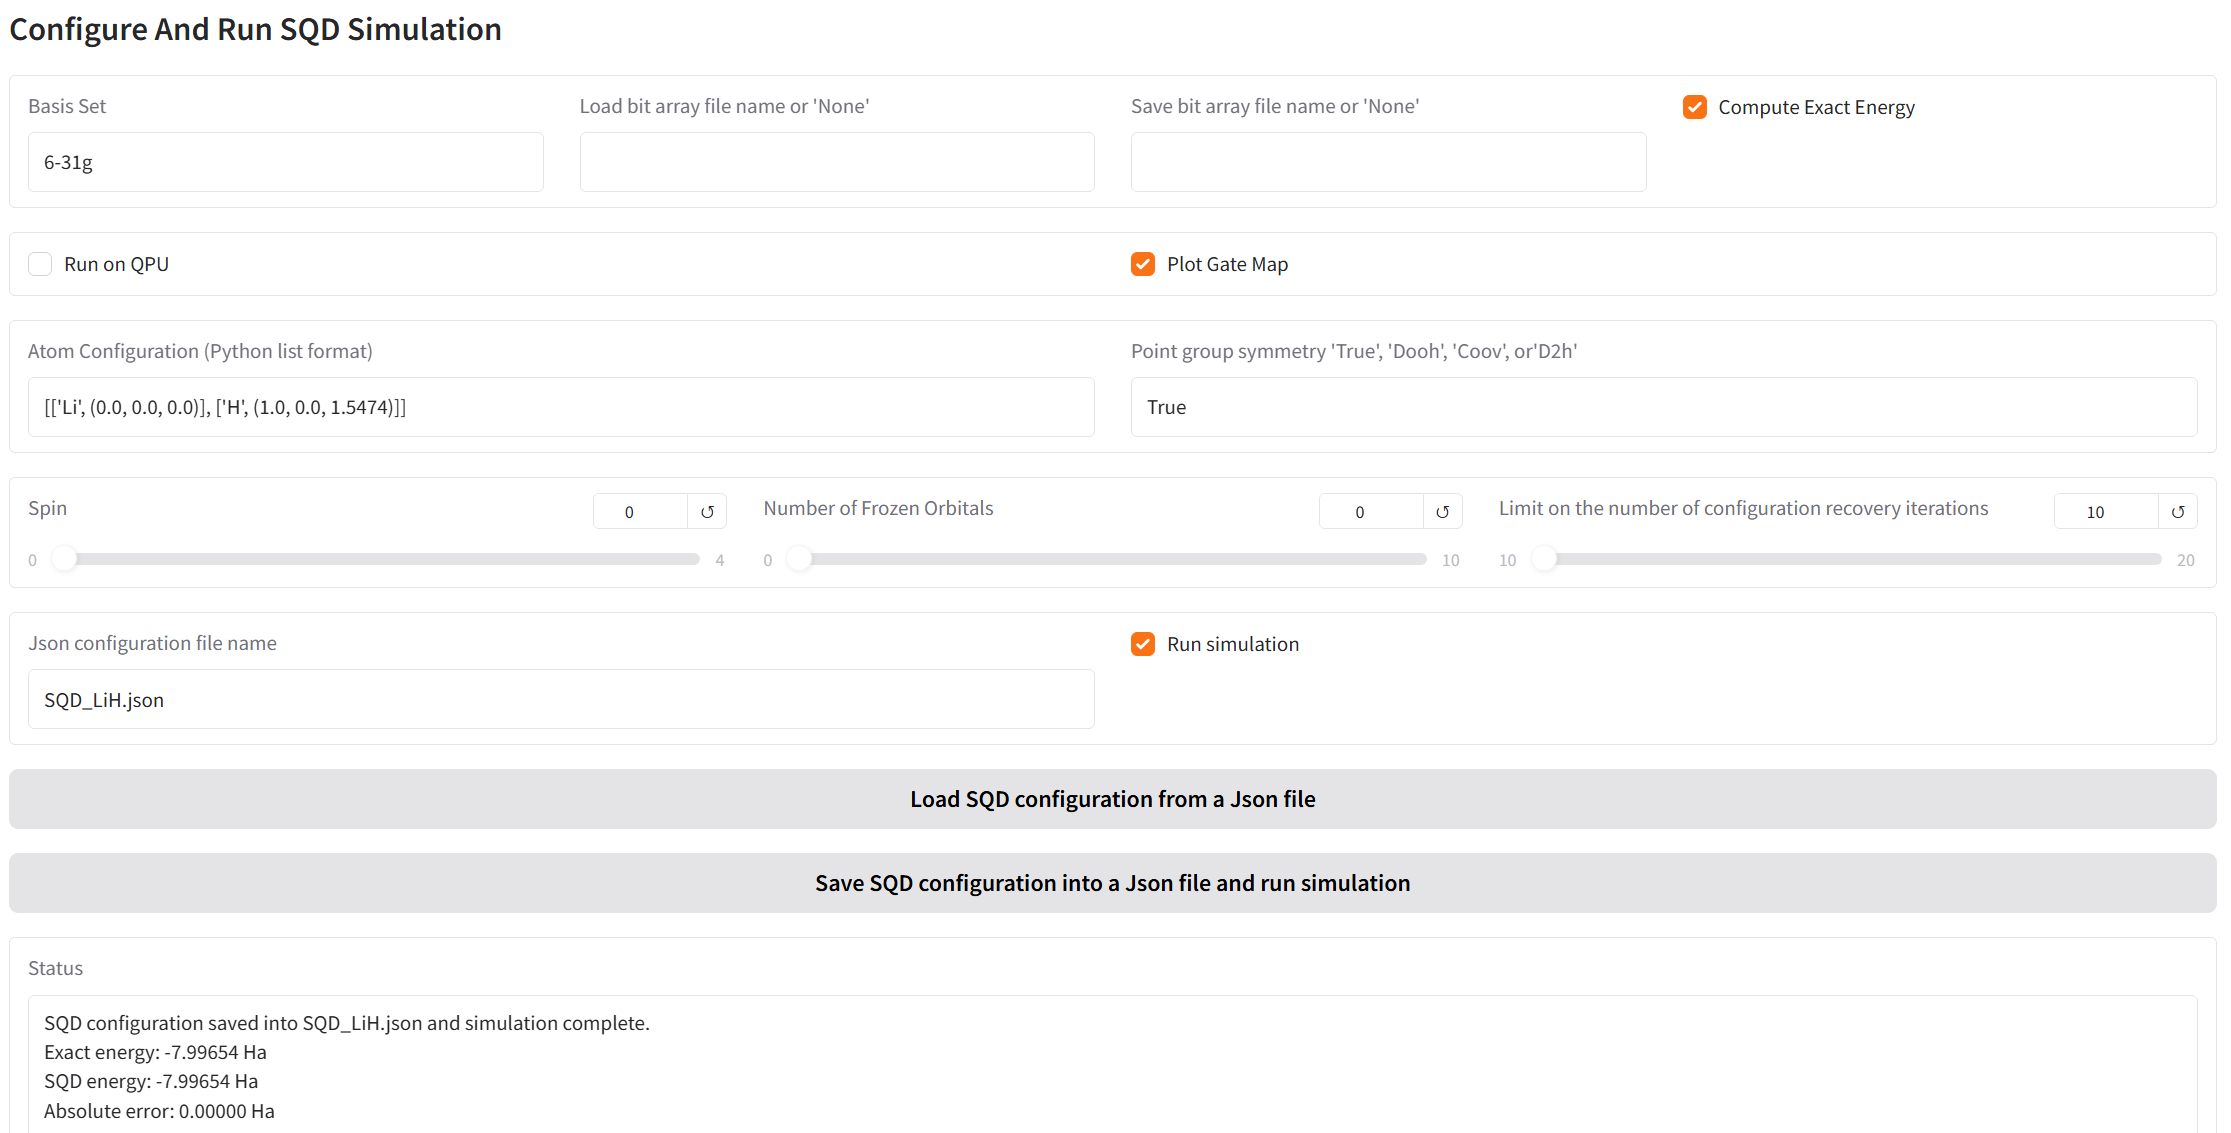 Configure And Run SQD Simulation
Basis Set
Load bit array file name or 'None'
Save bit array file name or 'None'
Compute Exact Energy
6-31g
Run on QPU
Plot Gate Map
Atom Configuration (Python list format)
Point group symmetry 'True', 'Dooh', 'Coov', or'D2h'
[['Li', (0.0, 0.0, 0.0)], ['H', (1.0, 0.0, 1.5474)]]
True
Spin
0
↺
Number of Frozen Orbitals
0
↺
Limit on the number of configuration recovery iterations
10
↺
0
4
0
10
10
20
Json configuration file name
Run simulation
SQD_LiH.json
Load SQD configuration from a Json file
Save SQD configuration into a Json file and run simulation
Status
SQD configuration saved into SQD_LiH.json and simulation complete.
Exact energy: -7.99654 Ha
SQD energy: -7.99654 Ha
Absolute error: 0.00000 Ha